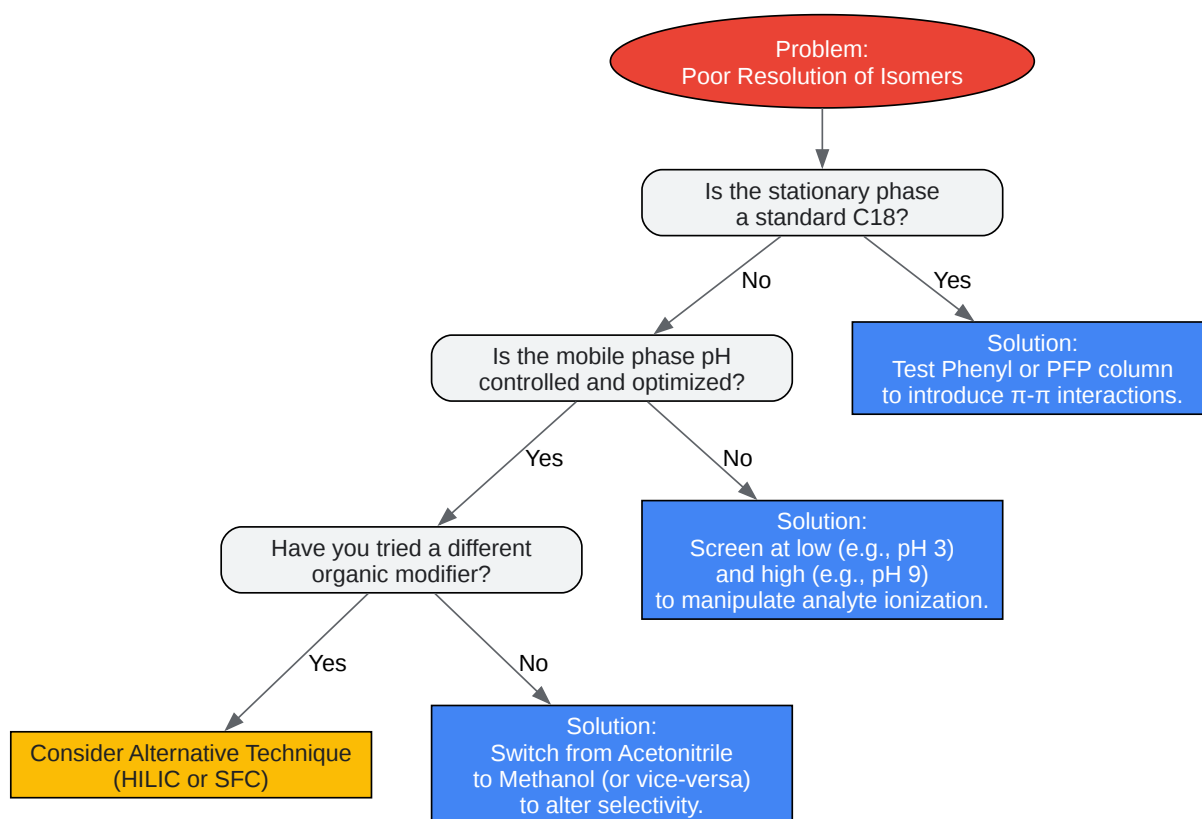 Problem:
Poor Resolution of Isomers
Is the stationary phase
a standard C18?
No
Yes
Is the mobile phase pH
controlled and optimized?
Solution:
Test Phenyl or PFP column
to introduce π-π interactions.
Yes
No
Have you tried a different
organic modifier?
Solution:
Screen at low (e.g., pH 3)
and high (e.g., pH 9)
to manipulate analyte ionization.
Yes
No
Consider Alternative Technique
(HILIC or SFC)
Solution:
Switch from Acetonitrile
to Methanol (or vice-versa)
to alter selectivity.